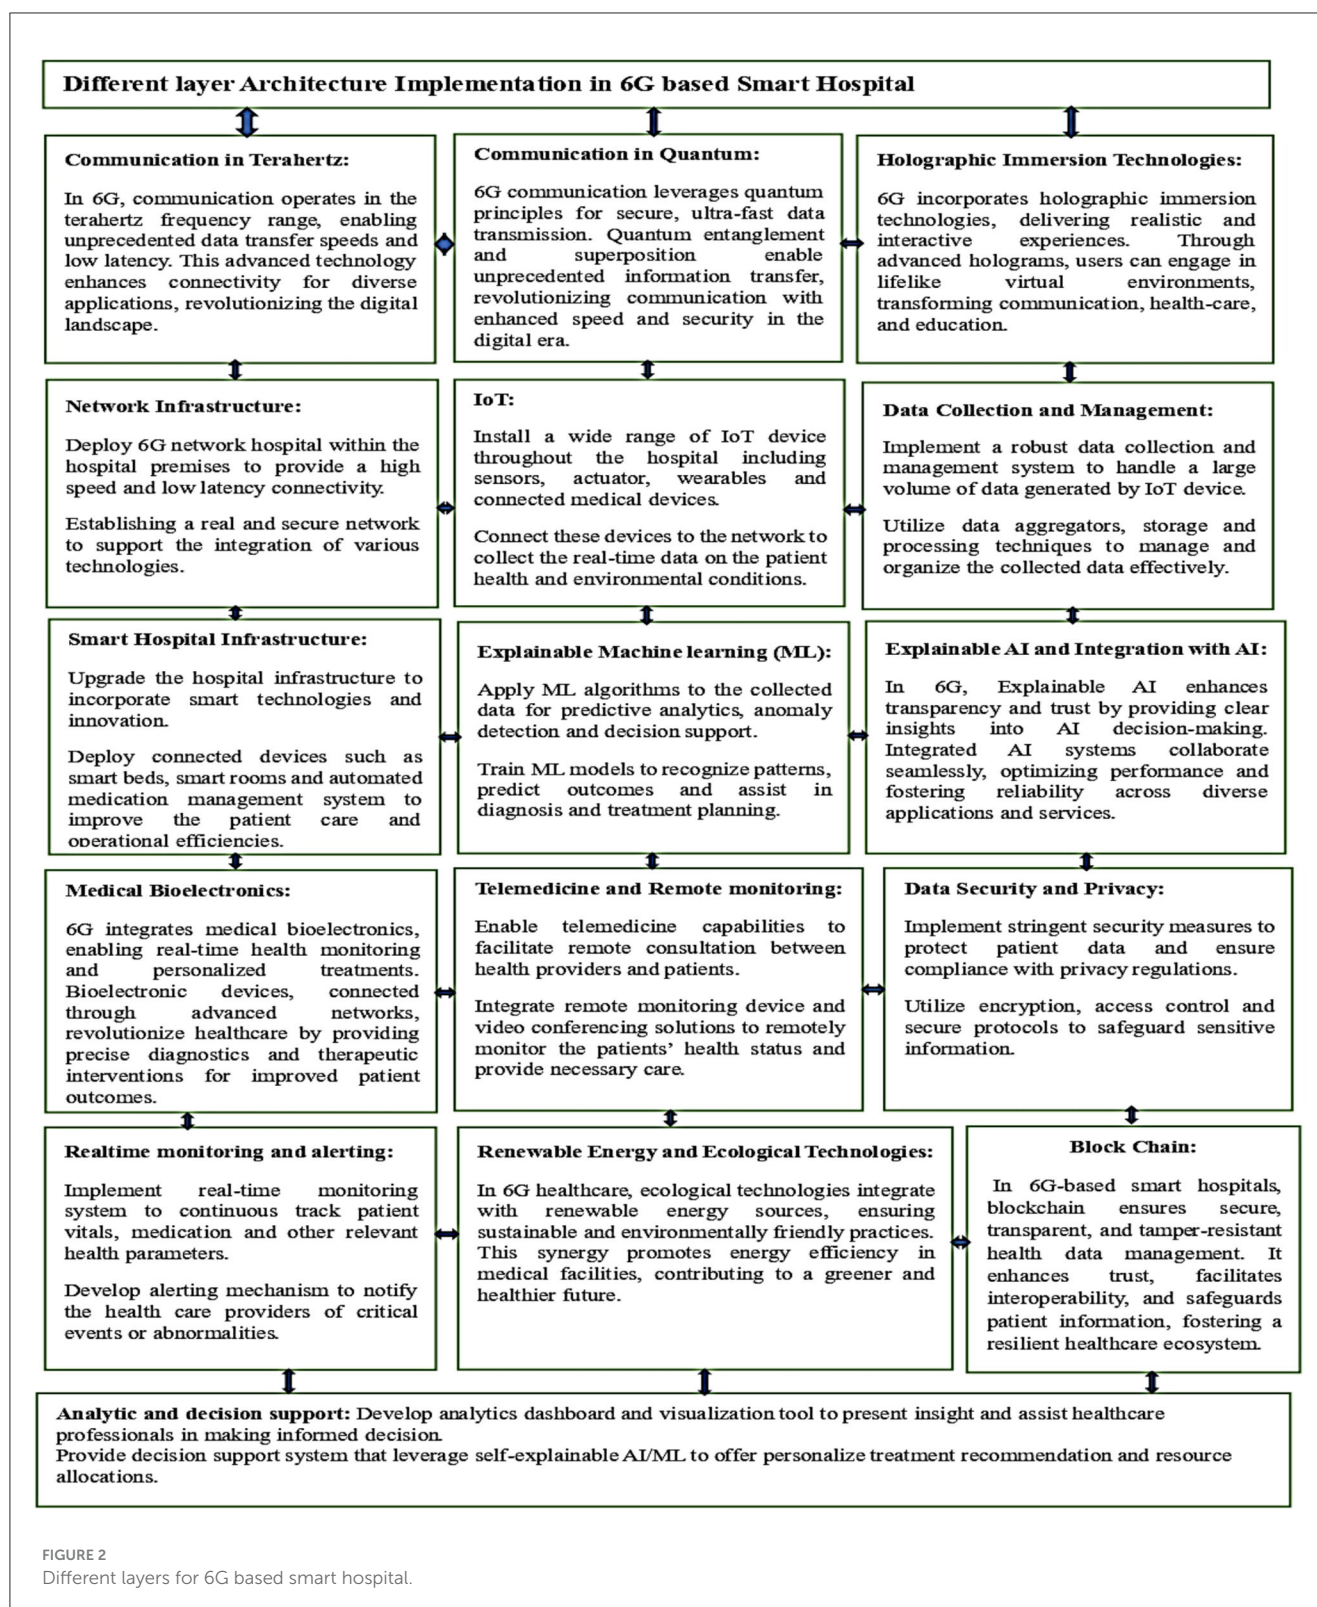 Different layer Architecture Implementation in 6G based Smart Hospital
Communication in Terahertz:
In 6G, communication operates in the
terahertz frequency range, enabling
unprecedented data transfer speeds and
low latency. This advanced technology
enhances connectivity for diverse
applications, revolutionizing the digital
landscape.
Communication in Quantum:
6G communication leverages quantum
principles for secure, ultra-fast data
transmission. Quantum entanglement
and superposition enable
unprecedented information transfer,
revolutionizing communication with
enhanced speed and security in the
digital era.
Holographic Immersion Technologies:
6G incorporates holographic immersion
technologies, delivering realistic and
interactive experiences. Through
advanced holograms, users can engage in
lifelike virtual environments,
transforming communication, health-care,
and education.
Network Infrastructure:
Deploy 6G network hospital within the
hospital premises to provide a high
speed and low latency connectivity.
Establishing a real and secure network
to support the integration of various
technologies.
IoT:
Install a wide range of IoT device
throughout the hospital including
sensors, actuator, wearables and
connected medical devices.
Connect these devices to the network to
collect the real-time data on the patient
health and environmental conditions.
Data Collection and Management:
Implement a robust data collection and
management system to handle a large
volume of data generated by IoT device.
Utilize data aggregators, storage and
processing techniques to manage and
organize the collected data effectively.
Smart Hospital Infrastructure:
Upgrade the hospital infrastructure to
incorporate smart technologies and
innovation.
Deploy connected devices such as
smart beds, smart rooms and automated
medication management system to
improve the patient care and
operational efficiencies.
Explainable Machine learning (ML):
Apply ML algorithms to the collected
data for predictive analytics, anomaly
detection and decision support.
Train ML models to recognize patterns,
predict outcomes and assist in
diagnosis and treatment planning.
Explainable AI and Integration with AI:
In 6G, Explainable AI enhances
transparency and trust by providing clear
insights into AI decision-making.
Integrated AI systems collaborate
seamlessly, optimizing performance and
fostering reliability across diverse
applications and services.
Medical Bioelectronics:
6G integrates medical bioelectronics,
enabling real-time health monitoring
and personalized treatments.
Bioelectronic devices, connected
through advanced networks,
revolutionize healthcare by providing
precise diagnostics and therapeutic
interventions for improved patient
outcomes.
Telemedicine and Remote monitoring:
Enable telemedicine capabilities to
facilitate remote consultation between
health providers and patients.
Integrate remote monitoring device and
video conferencing solutions to remotely
monitor the patients' health status and
provide necessary care.
Data Security and Privacy:
Implement stringent security measures to
protect patient data and ensure
compliance with privacy regulations.
Utilize encryption, access control and
secure protocols to safeguard sensitive
information.
Realtime monitoring and alerting:
Implement real-time monitoring
system to continuous track patient
vitals, medication and other relevant
health parameters.
Develop alerting mechanism to notify
the health care providers of critical
events or abnormalities.
Renewable Energy and Ecological Technologies:
In 6G healthcare, ecological technologies integrate
with renewable energy sources, ensuring
sustainable and environmentally friendly practices.
This synergy promotes energy efficiency in
medical facilities, contributing to a greener and
healthier future.
Block Chain:
In 6G-based smart hospitals,
blockchain ensures secure,
transparent, and tamper-resistant
health data management. It
enhances trust, facilitates
interoperability, and safeguards
patient information, fostering a
resilient healthcare ecosystem.
Analytic and decision support: Develop analytics dashboard and visualization tool to present insight and assist healthcare
professionals in making informed decision.
Provide decision support system that leverage self-explainable AI/ML to offer personalize treatment recommendation and resource
allocations.
FIGURE 2
Different layers for 6G based smart hospital.